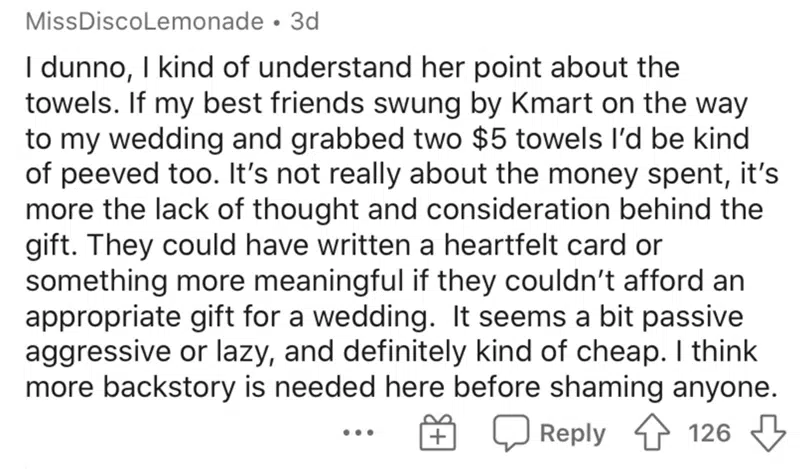 MissDiscoLemonade • 3d
I dunno, I kind of understand her point about the
towels. If my best friends swung by Kmart on the way
to my wedding and grabbed two $5 towels I’d be kind
of peeved too. It’s not really about the money spent, it’s
more the lack of thought and consideration behind the
gift. They could have written a heartfelt card or
something more meaningful if they couldn’t afford an
appropriate gift for a wedding.  It seems a bit passive
aggressive or lazy, and definitely kind of cheap. I think
more backstory is needed here before shaming anyone.
... Reply 126